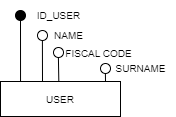 ID_USER
NAME
FISCAL CODE
SURNAME
USER